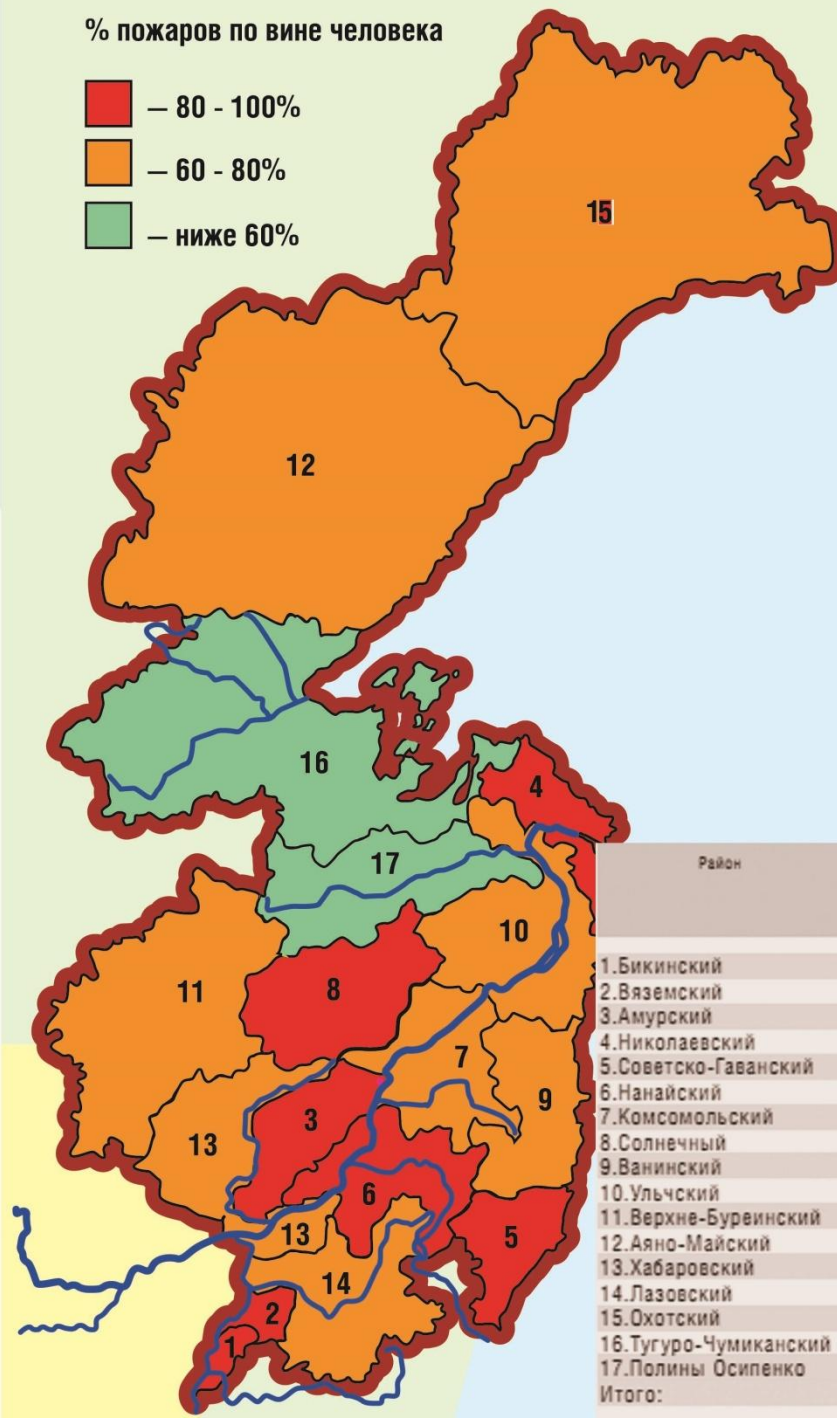 % пожаров по вине человека
– 80 - 100%
– 60 - 80%
– ниже 60%
15
12
16
4
17
10
11
8
7
9
3
13
6
13
5
14
2
1
Район
1.Бикинский
2.Вяземский
3.Амурский
4.Николаевский
5.Советско-Гаванский
6.Нанайский
7.Комсомольский
8.Солнечный
9.Ванинский
10.Ульчский
11.Верхне-Буреинский
12.Аяно-Майский
13.Хабаровский
14.Лазовский
15.Охотский
16.Тугуро-Чумиканский
17.Полины Осипенко
Итого: